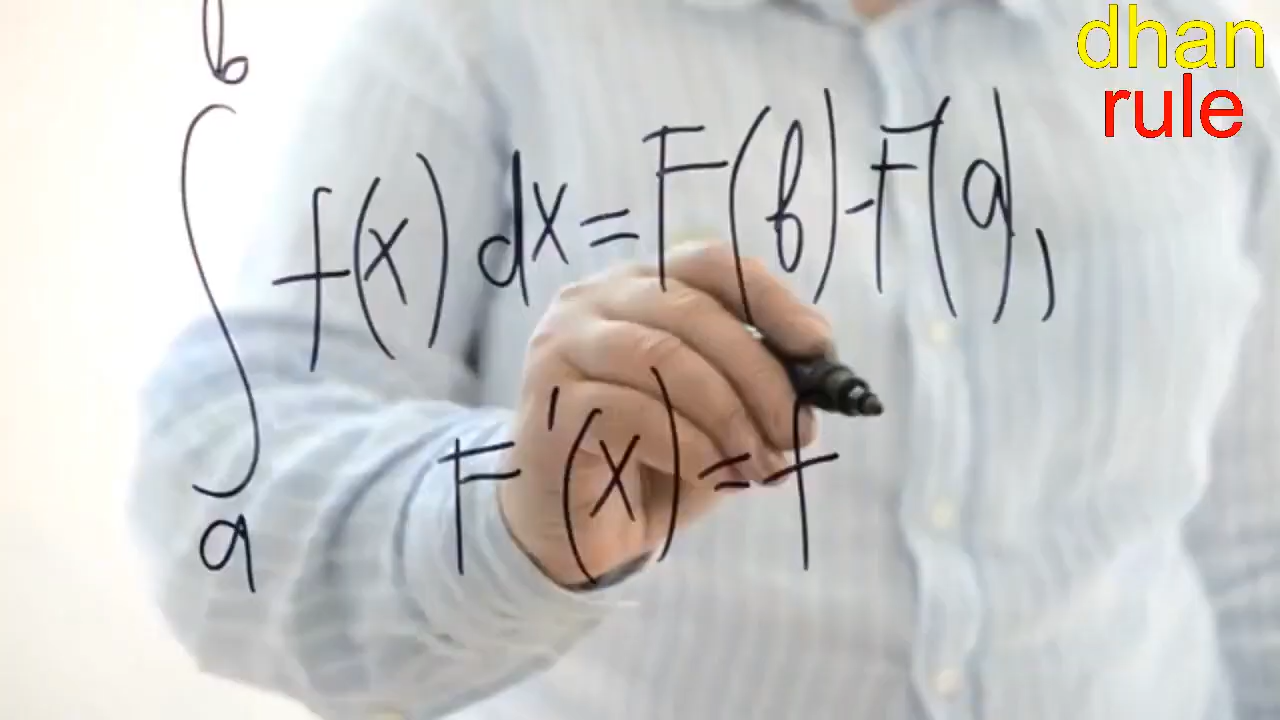 dhan
rule
b
∫ f(x) dx = F(b) - F(a),
a
F'(x) = f